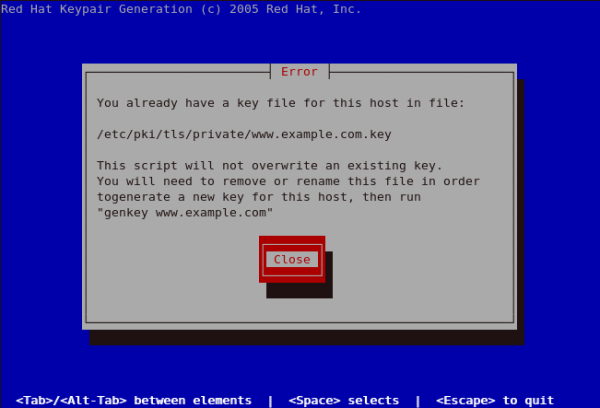 Red Hat Keypair Generation (c) 2005 Red Hat, Inc.
Error
You already have a key file for this host in file:
/etc/pki/tls/private/www.example.com.key
This script will not overwrite an existing key.
You will need to remove or rename this file in order
togenerate a new key for this host, then run
"genkey www.example.com"
Close
<Tab>/<Alt-Tab> between elements | <Space> selects | <Escape> to quit